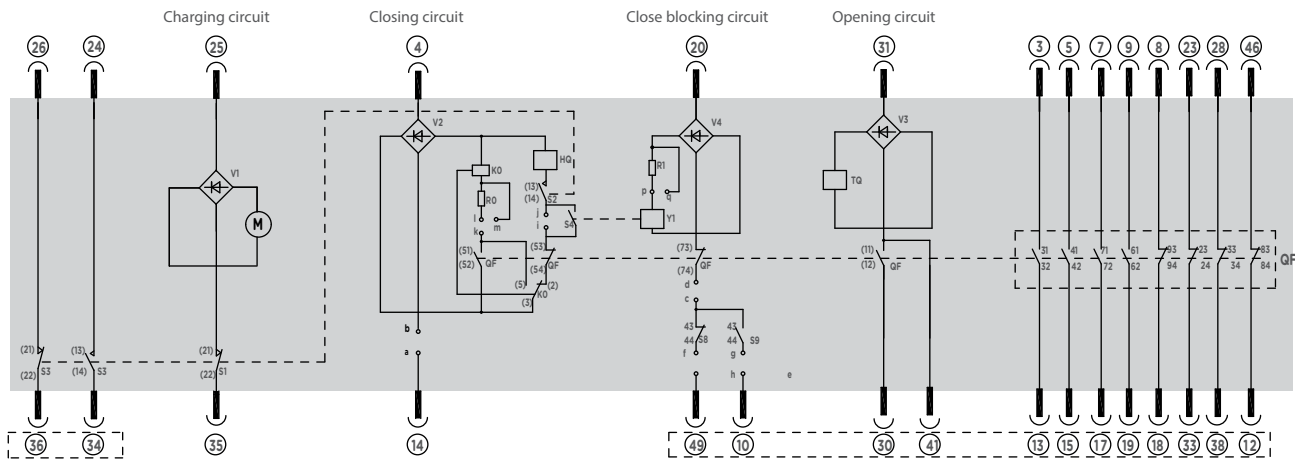 Charging circuit Closing circuit Close blocking circuit Opening circuit
26 24 25 4 20 31 3 5 7 9 8 23 28 46
V2 V4 V3
HQ
K0 R1
V1 (13) p q TQ
R0 (14) S2
l j Y1
M m i S4
k
(51) (53) (73) (11) 31 41 71 61 93 23 33 83
(52) QF (54) QF (74) QF (12) QF 32 42 72 62 94 24 34 84 QF
(5) (2) d
K0
(3) c
b 43 43
(21) (13) (21) a 44 S8 44 S9
(22) S3 (14) S3 (22) S1 f g
h e
36 34 35 14 49 10 30 41 13 15 17 19 18 33 38 12